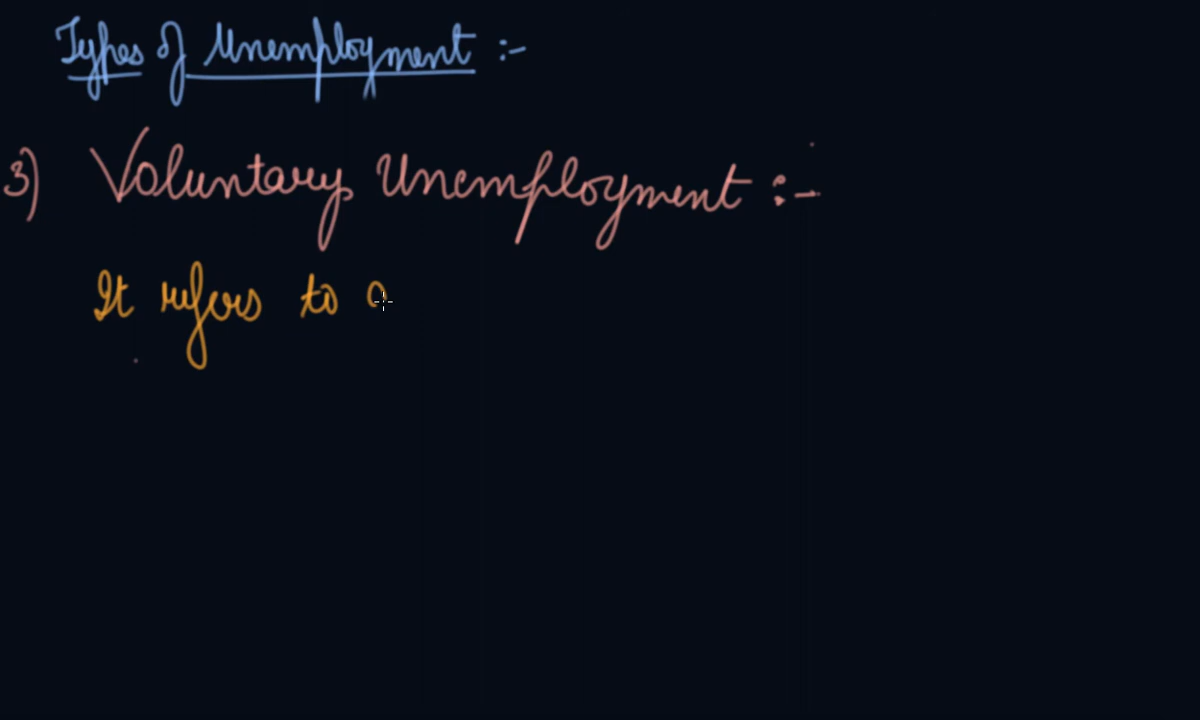 Types of Unemployment :-
3) Voluntary Unemployment :-
It refers to a